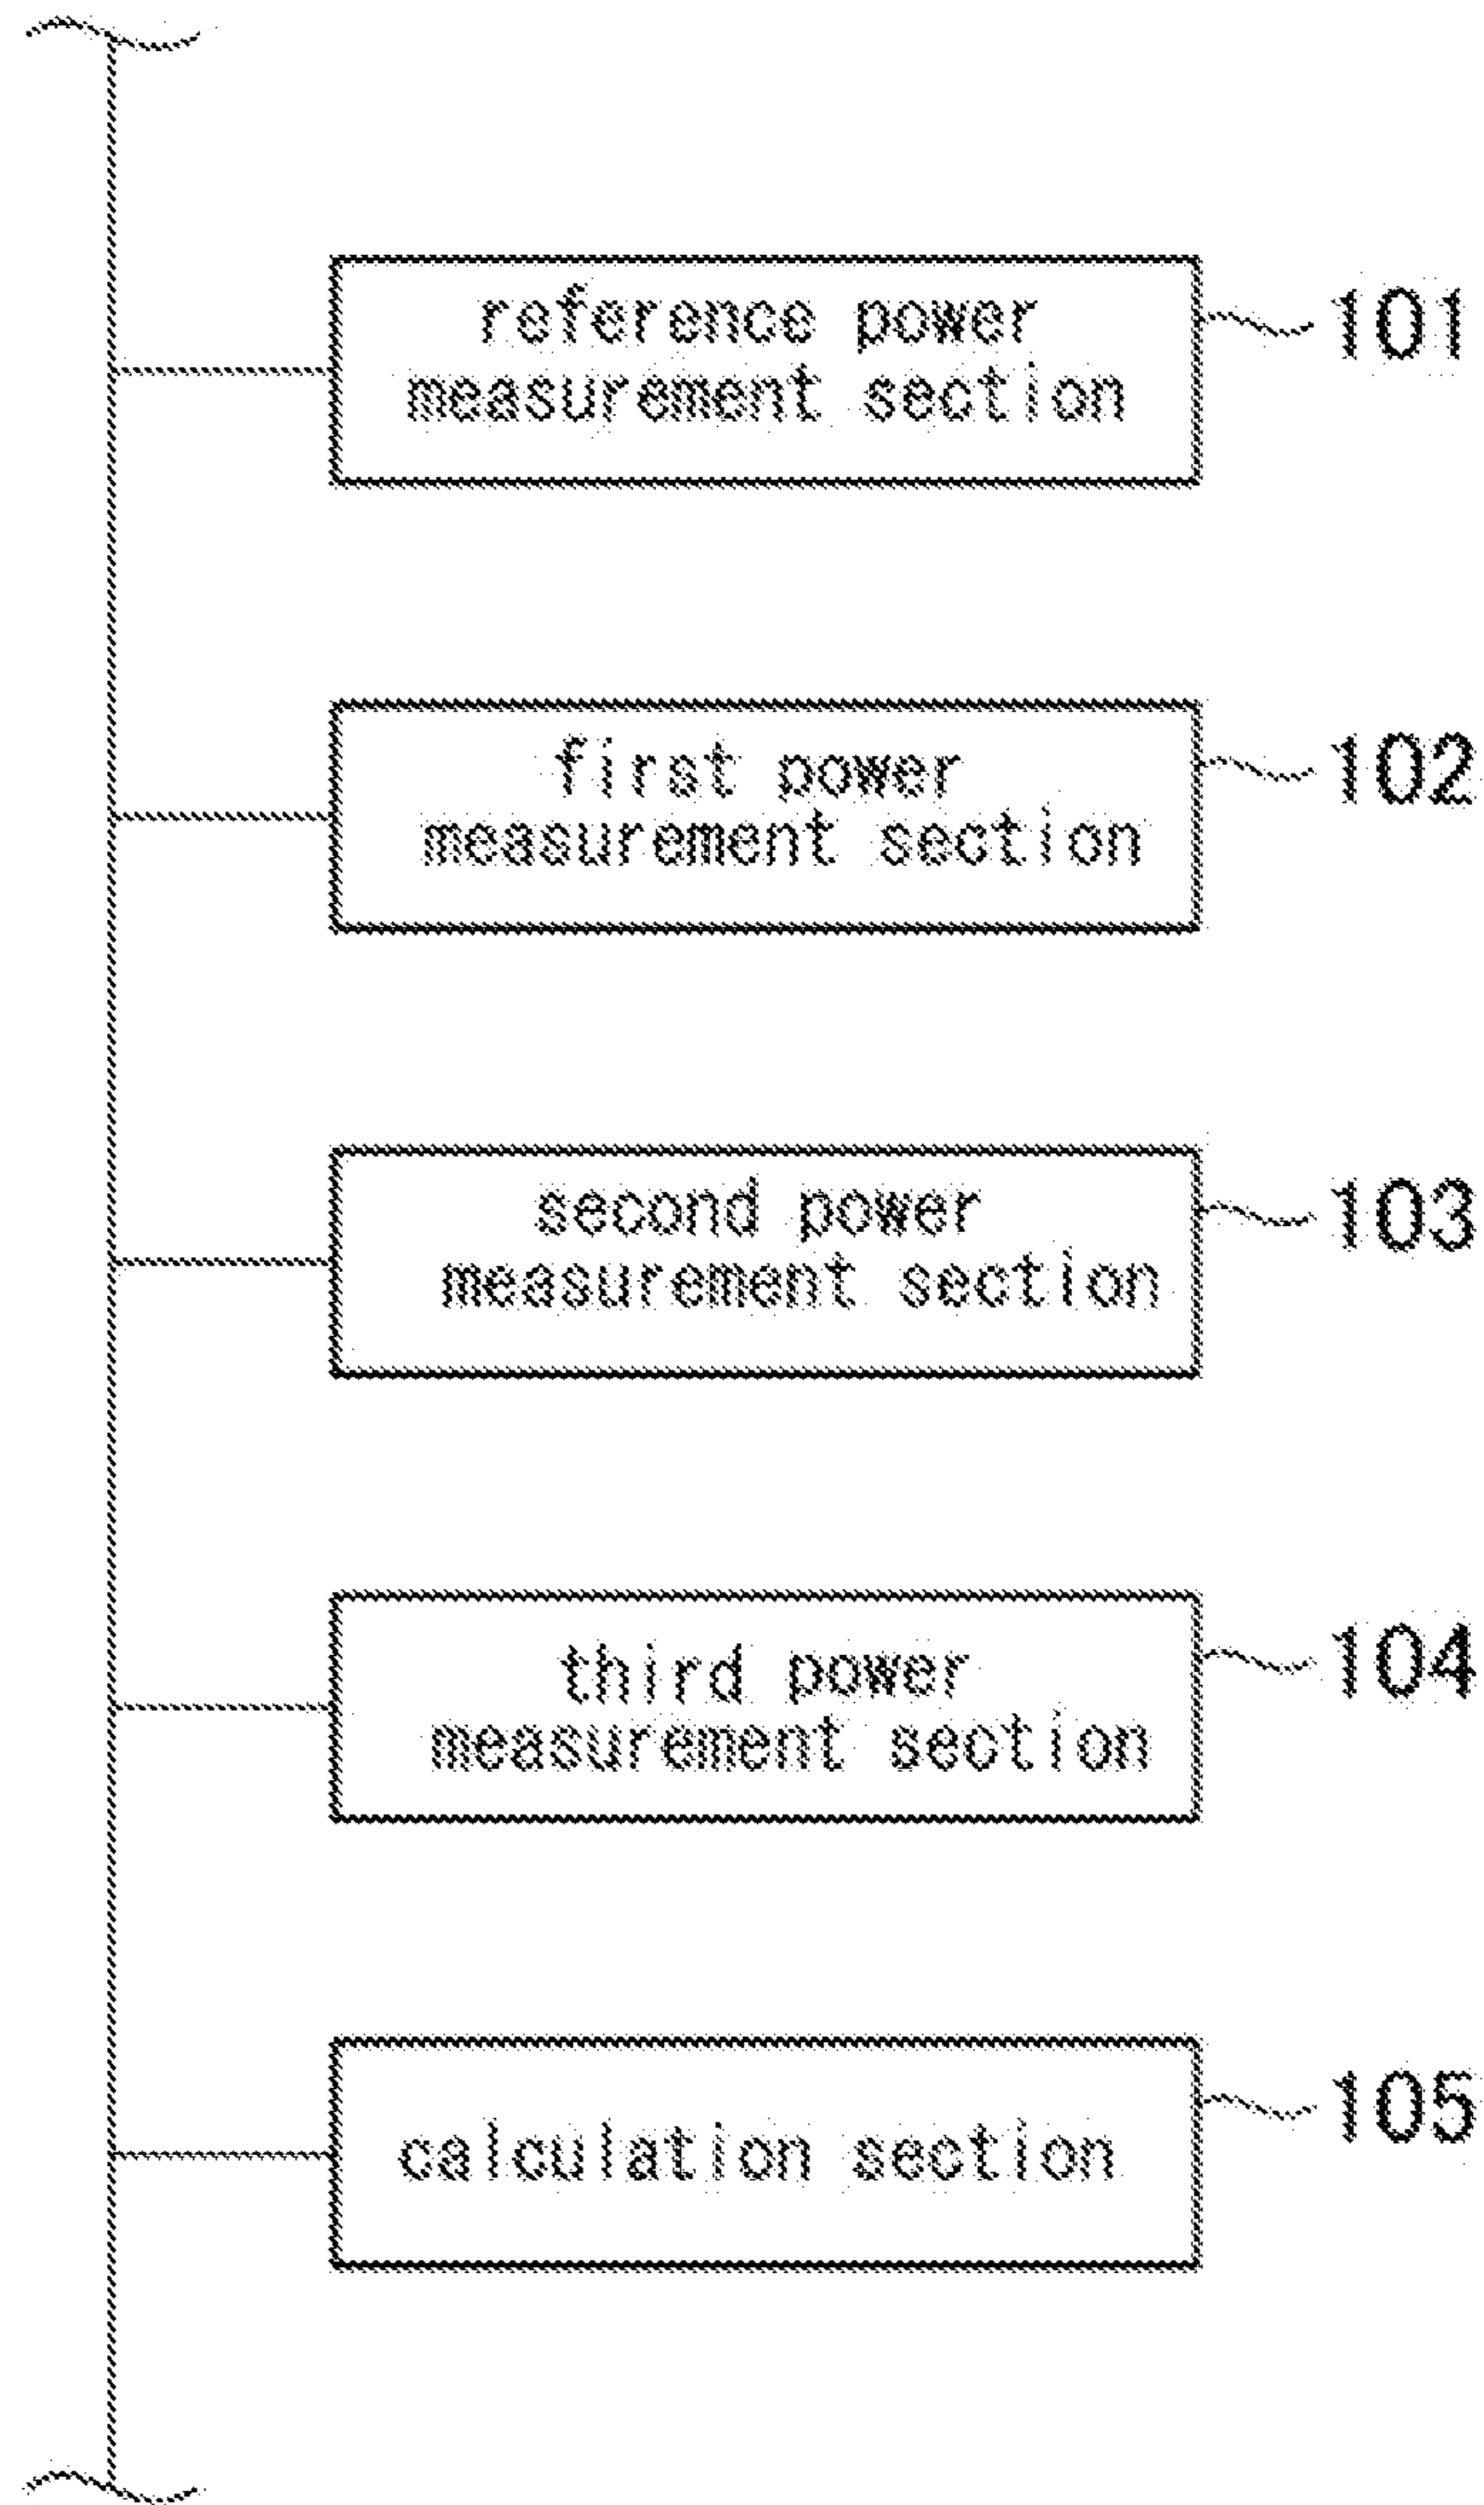 reference power
measurement section
101
first power
measurement section
102
second power
measurement section
103
third power
measurement section
104
calculation section
105